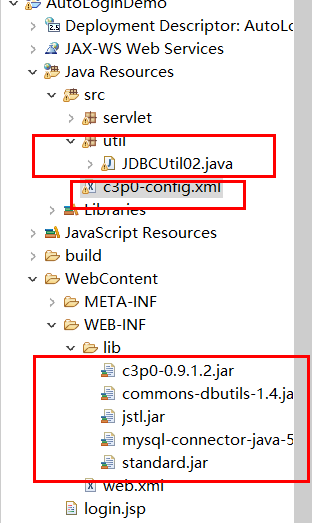 AutoLoginDemo
Deployment Descriptor: AutoLo
JAX-WS Web Services
Java Resources
src
servlet
util
JDBCUtil02.java
c3p0-config.xml
Libraries
JavaScript Resources
build
WebContent
META-INF
WEB-INF
lib
c3p0-0.9.1.2.jar
commons-dbutils-1.4.ja
jstl.jar
mysql-connector-java-5
standard.jar
web.xml
login.jsp